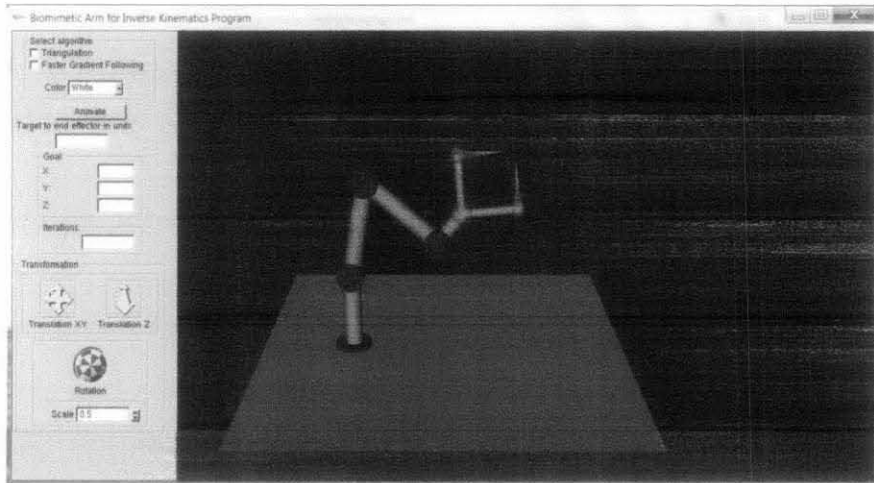 Biomimetic Arm for Inverse Kinematics Program
Select algorithm
Triangulation
Faster Gradient Following
Color White
Animate
Target to end effector in units
Goal
X:
Y:
Z:
Iterations
Transformation
Translation XY Translation Z
Rotation
Scale 0.5